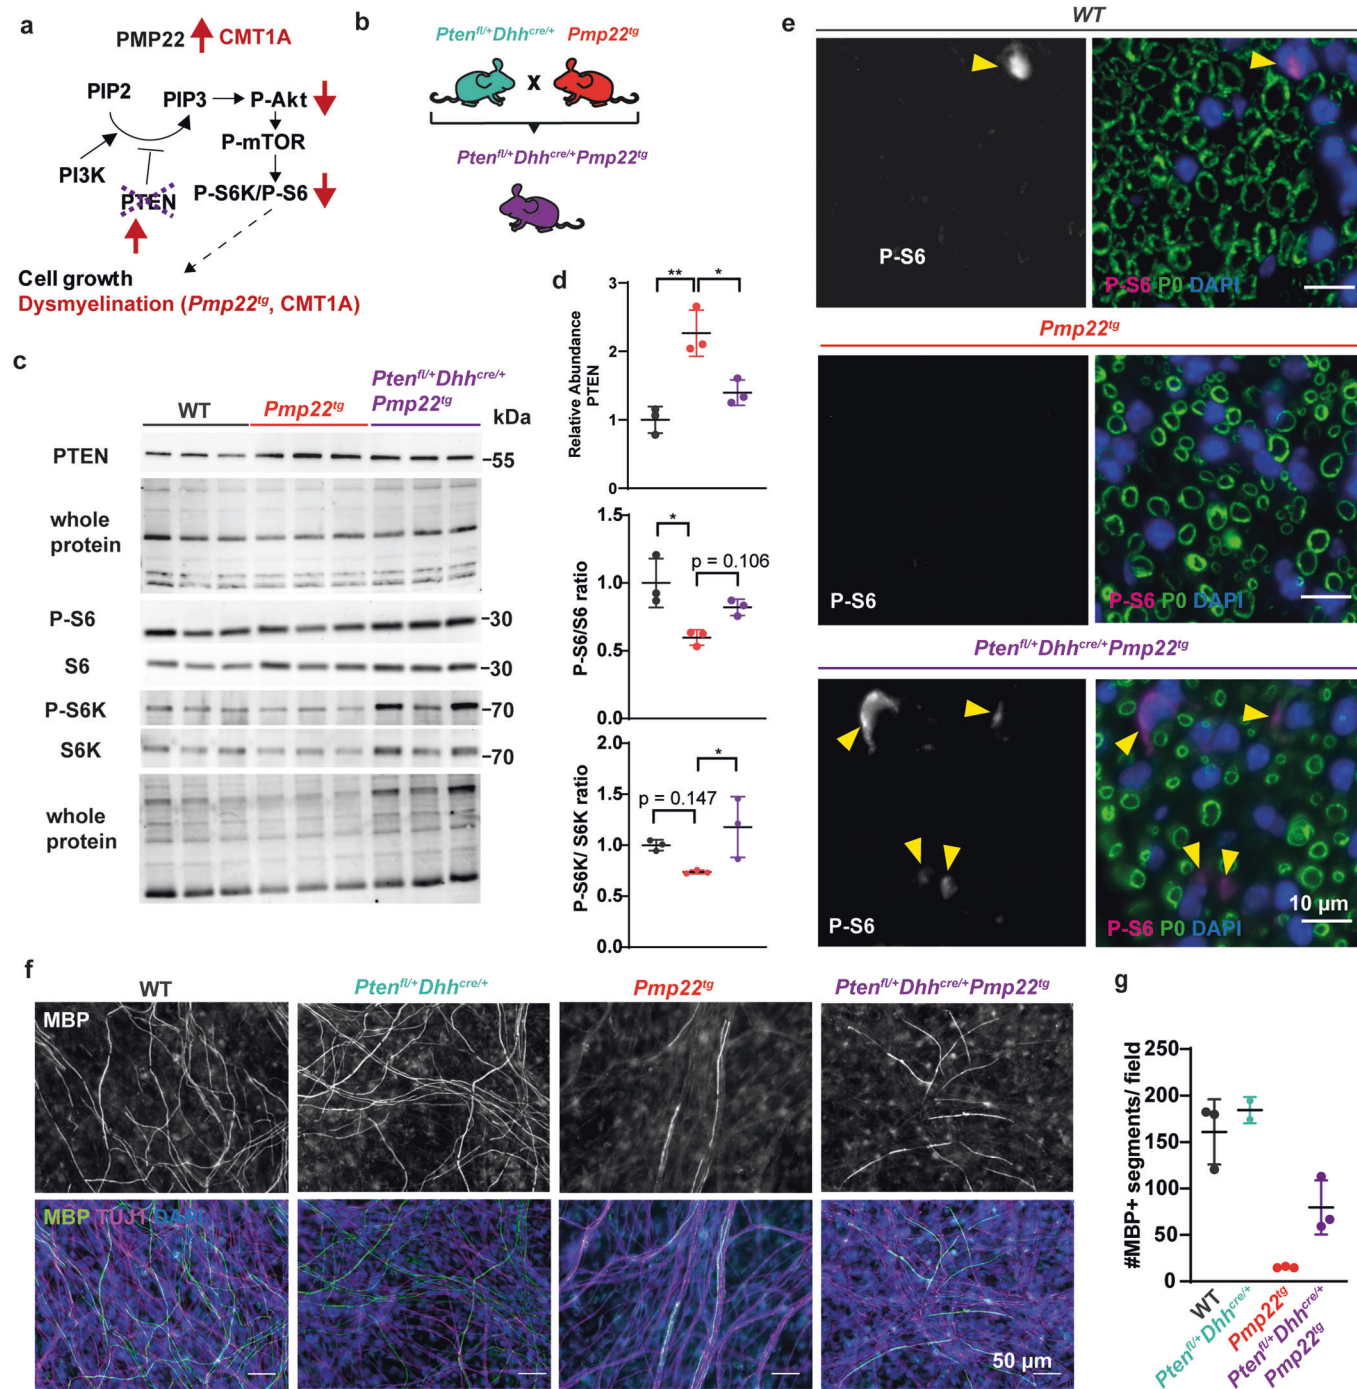 a
PMP22 CMT1A
PIP2 PIP3 P-Akt
P-mTOR
PI3K
PTEN
P-S6K/P-S6
Cell growth
Dysmyelination (Pmp22tg, CMT1A)
b
Ptenfl/+Dhhcre/+ Pmp22tg
X
Ptenfl/+Dhhcre/+Pmp22tg
c
WT Pmp22tg Ptenfl/+Dhhcre/+
Pmp22tg
kDa
PTEN
-55
whole
protein
P-S6
-30
S6
-30
P-S6K
-70
S6K
-70
whole
protein
d
Relative Abundance
PTEN
3
2
1
0
** *
P-S6/S6 ratio
1.5
1.0
0.5
0.0
*
p = 0.106
P-S6K/ S6K ratio
2.0
1.5
1.0
0.5
0.0
*
p = 0.147
e
WT
P-S6
P-S6 P0 DAPI
Pmp22tg
P-S6
P-S6 P0 DAPI
Ptenfl/+Dhhcre/+Pmp22tg
P-S6
10 µm
P-S6 P0 DAPI
f
WT Ptenfl/+Dhhcre/+ Pmp22tg Ptenfl/+Dhhcre/+Pmp22tg
MBP
MBP TUJ1 DAPI
50 µm
g
#MBP+ segments/ field
250
200
150
100
50
0
WT
Ptenfl/+Dhhcre/+
Pmp22tg
Ptenfl/+Dhhcre/+
Pmp22tg